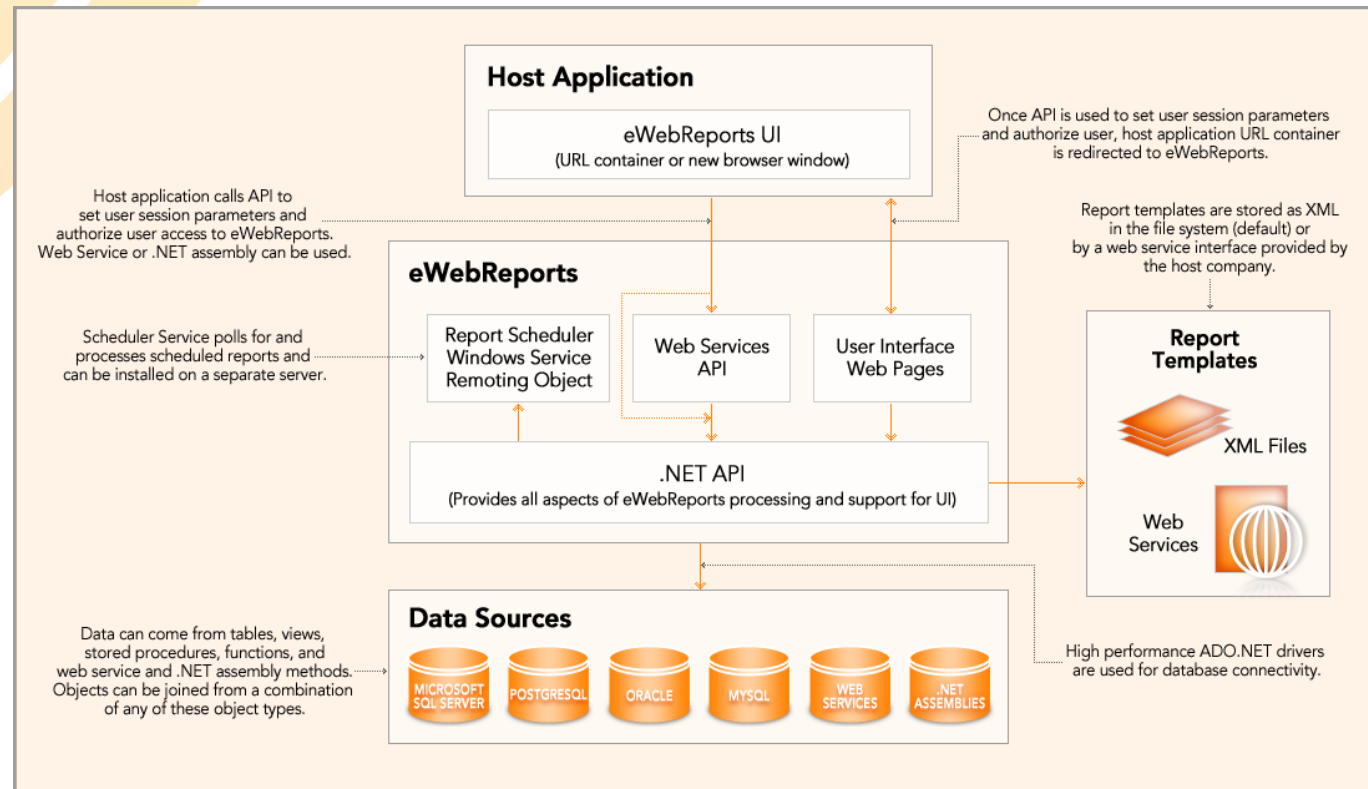 Host Application
eWebReports UI
(URL container or new browser window)
Once API is used to set user session parameters
and authorize user, host application URL container
is redirected to eWebReports.
Host application calls API to
set user session parameters and
authorize user access to eWebReports.
Web Service or .NET assembly can be used.
Report templates are stored as XML
in the file system (default) or
by a web service interface provided by
the host company.
eWebReports
Scheduler Service polls for and
processes scheduled reports and
can be installed on a separate server.
Report Scheduler
Windows Service
Remoting Object
Web Services
API
User Interface
Web Pages
.NET API
(Provides all aspects of eWebReports processing and support for UI)
Report
Templates
XML Files
Web
Services
Data Sources
Data can come from tables, views,
stored procedures, functions, and
web service and .NET assembly methods.
Objects can be joined from a combination
of any of these object types.
MICROSOFT
SQL SERVER
POSTGRESQL
ORACLE
MYSQL
WEB
SERVICES
.NET
ASSEMBLIES
High performance ADO.NET drivers
are used for database connectivity.